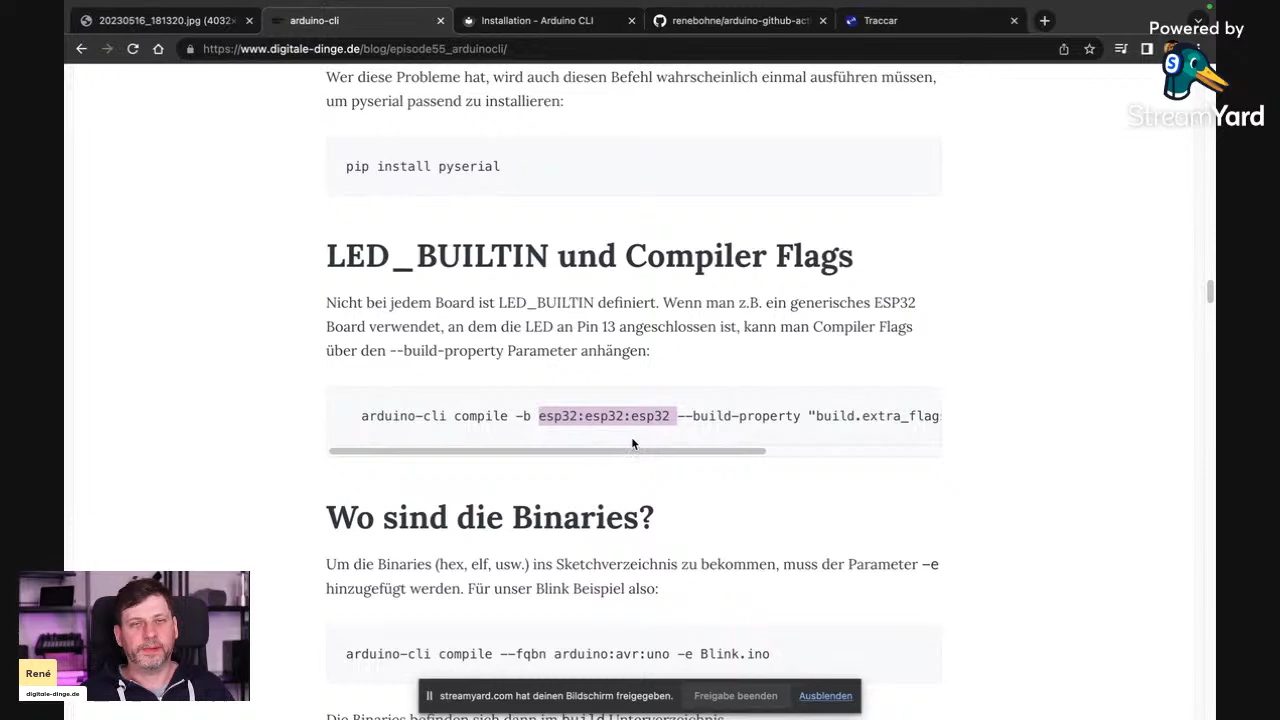 20230516_181320.jpg (4032×
arduino-cli
Installation - Arduino CLI
renebohne/arduino-github-act
Traccar
https://www.digitale-dinge.de/blog/episode55_arduinocli/
Powered by
StreamYard
Wer diese Probleme hat, wird auch diesen Befehl wahrscheinlich einmal ausführen müssen,
um pyserial passend zu installieren:
pip install pyserial
LED_BUILTIN und Compiler Flags
Nicht bei jedem Board ist LED_BUILTIN definiert. Wenn man z.B. ein generisches ESP32
Board verwendet, an dem die LED an Pin 13 angeschlossen ist, kann man Compiler Flags
über den --build-property Parameter anhängen:
arduino-cli compile -b esp32:esp32:esp32 --build-property "build.extra_flags
Wo sind die Binaries?
Um die Binaries (hex, elf, usw.) ins Sketchverzeichnis zu bekommen, muss der Parameter –e
hinzugefügt werden. Für unser Blink Beispiel also:
arduino-cli compile --fqbn arduino:avr:uno -e Blink.ino
René
digitale-dinge.de
streamyard.com hat deinen Bildschirm freigegeben.
Freigabe beenden
Ausblenden
Die Binaries befinden sich dann im build Unterverzeichnis